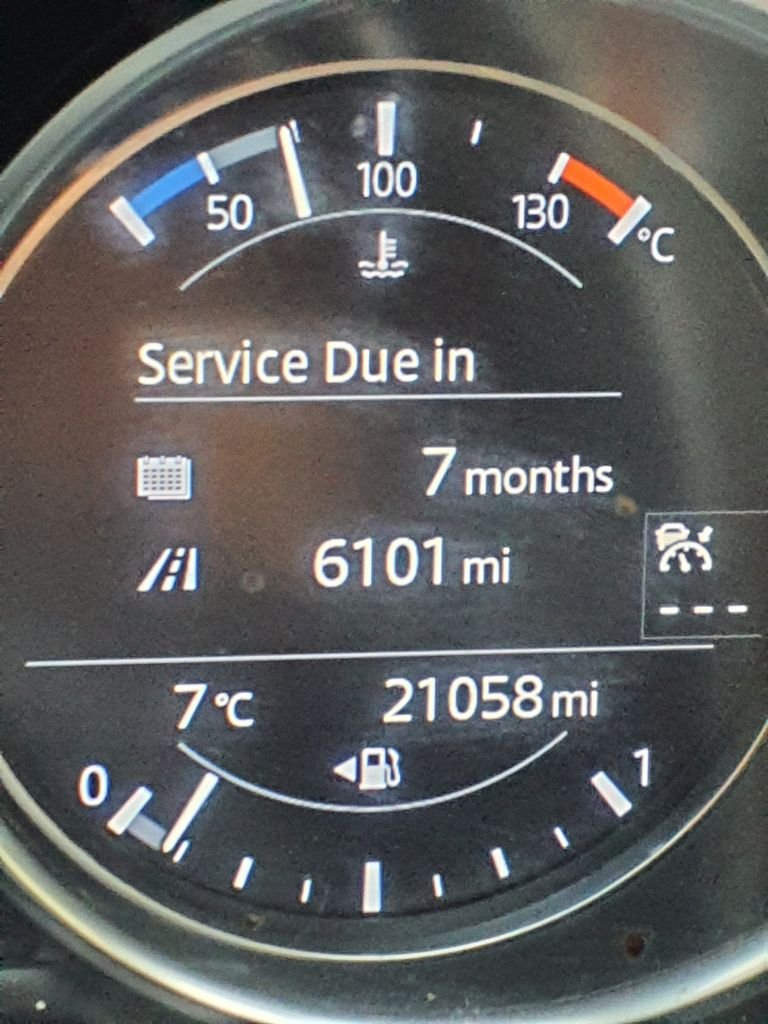 100
50
130
°C
Service Due in
7 months
6101 mi
- - -
7 °C
21058 mi
0
1